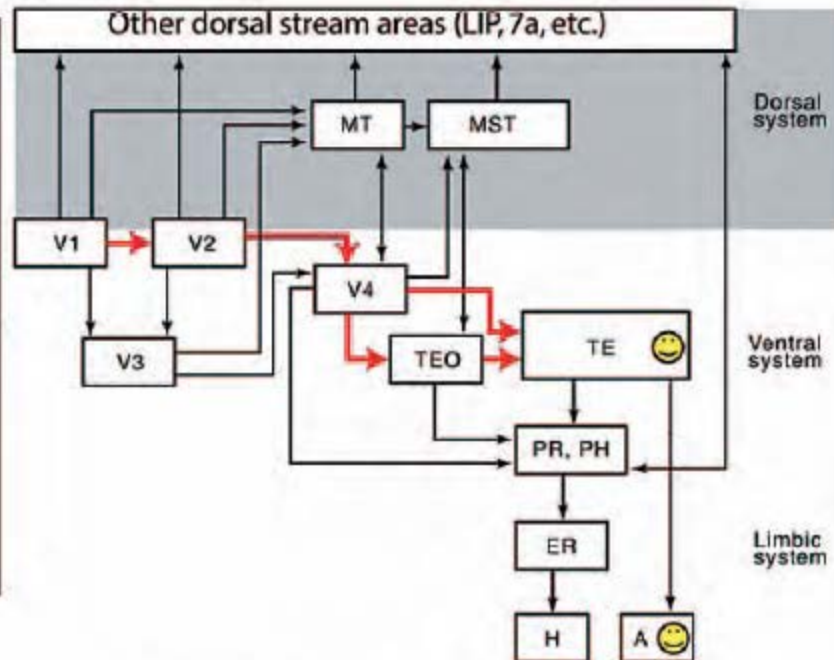 Other dorsal stream areas (LIP, 7a, etc.)
Dorsal
system
MT
MST
V1
V2
V4
V3
TEO
TE
Ventral
system
PR, PH
ER
Limbic
system
H
A